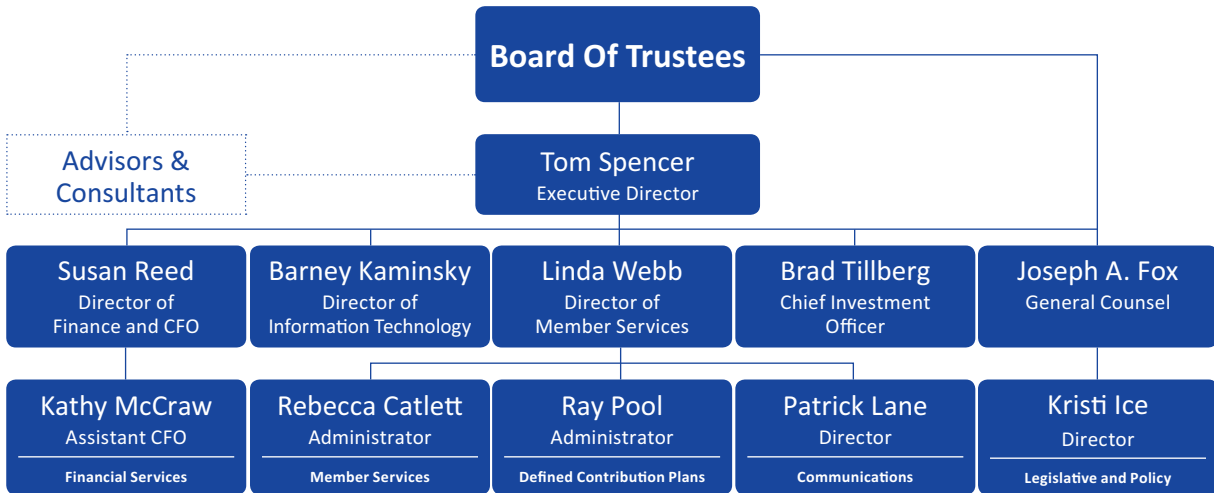 Board Of Trustees
Advisors &
Consultants
Tom Spencer
Executive Director
Susan Reed
Director of
Finance and CFO
Barney Kaminsky
Director of
Information Technology
Linda Webb
Director of
Member Services
Brad Tillberg
Chief Investment
Officer
Joseph A. Fox
General Counsel
Kathy McCraw
Assistant CFO
Financial Services
Rebecca Catlett
Administrator
Member Services
Ray Pool
Administrator
Defined Contribution Plans
Patrick Lane
Director
Communications
Kristi Ice
Director
Legislative and Policy